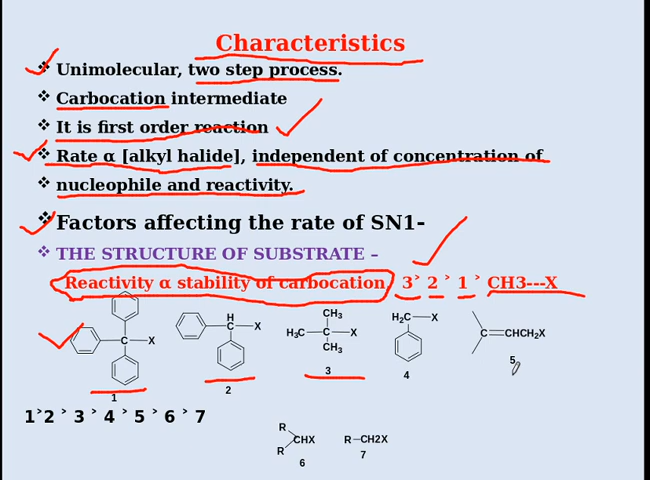 Characteristics
❖ Unimolecular, two step process.
❖ Carbocation intermediate
❖ It is first order reaction
❖ Rate α [alkyl halide], independent of concentration of
❖ nucleophile and reactivity.
❖ Factors affecting the rate of SN1-
❖ THE STRUCTURE OF SUBSTRATE –
Reactivity α stability of carbocation, 3˃ 2 ˃ 1 ˃ CH3---X
C X
1
H
C X
2
CH3
H3C C X
CH3
3
H2C X
4
C CHCH2X
5
1˃2 ˃ 3 ˃ 4 ˃ 5 ˃ 6 ˃ 7
R
CHX
R
6
R CH2X
7